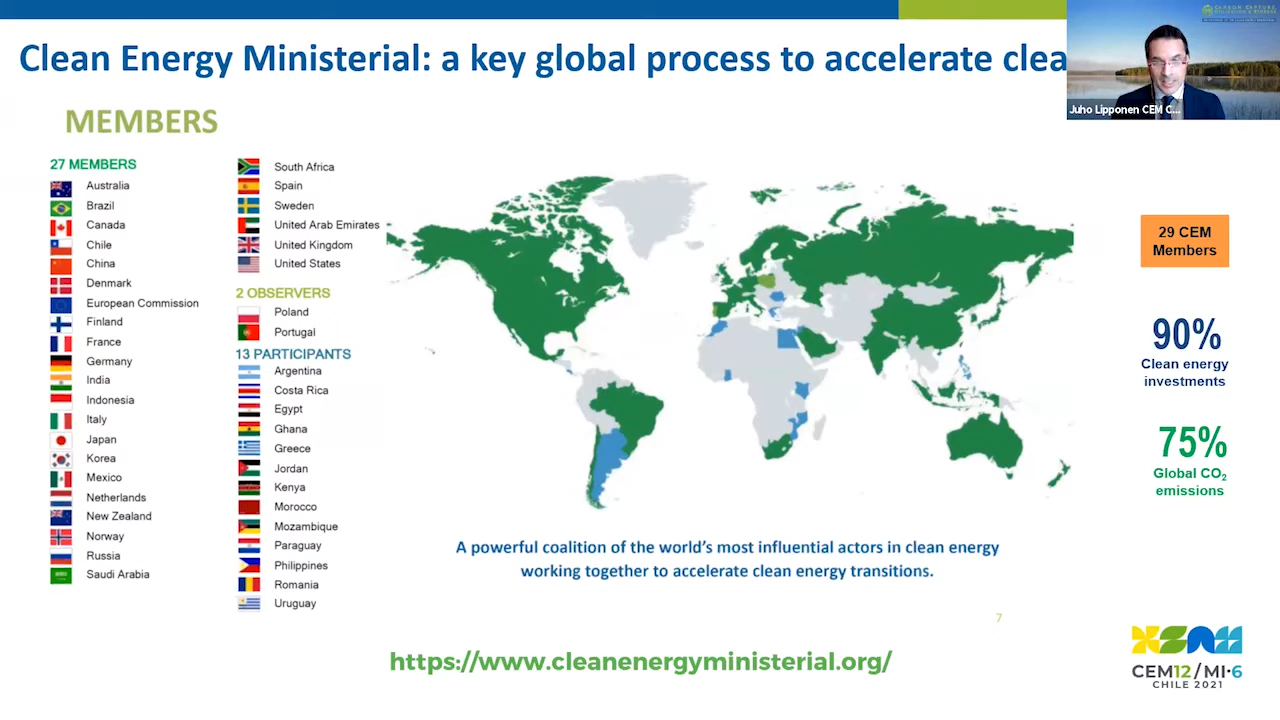 Clean Energy Ministerial: a key global process to accelerate clea
CARBON CAPTURE
UTILIZATION & STORAGE
Juho Lipponen CEM C...
MEMBERS
27 MEMBERS
Australia
Brazil
Canada
Chile
China
Denmark
European Commission
Finland
France
Germany
India
Indonesia
Italy
Japan
Korea
Mexico
Netherlands
New Zealand
Norway
Russia
Saudi Arabia
South Africa
Spain
Sweden
United Arab Emirates
United Kingdom
United States
2 OBSERVERS
Poland
Portugal
13 PARTICIPANTS
Argentina
Costa Rica
Egypt
Ghana
Greece
Jordan
Kenya
Morocco
Mozambique
Paraguay
Philippines
Romania
Uruguay
29 CEM
Members
90%
Clean energy
investments
75%
Global CO₂
emissions
A powerful coalition of the world's most influential actors in clean energy
working together to accelerate clean energy transitions.
7
https://www.cleanenergyministerial.org/
CEM12/MI·6
CHILE 2021